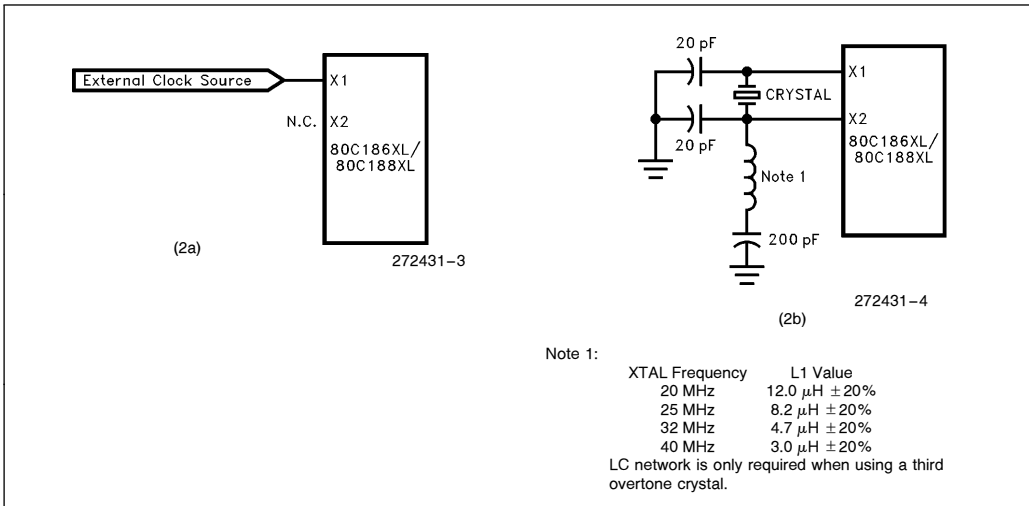 External Clock Source
X1
N.C. X2
80C186XL/
80C188XL
(2a)
272431–3
20 pF
X1
CRYSTAL
X2
20 pF
80C186XL/
80C188XL
Note 1
200 pF
272431–4
(2b)
Note 1:
XTAL Frequency L1 Value
20 MHz 12.0 μH ±20%
25 MHz 8.2 μH ±20%
32 MHz 4.7 μH ±20%
40 MHz 3.0 μH ±20%
LC network is only required when using a third
overtone crystal.